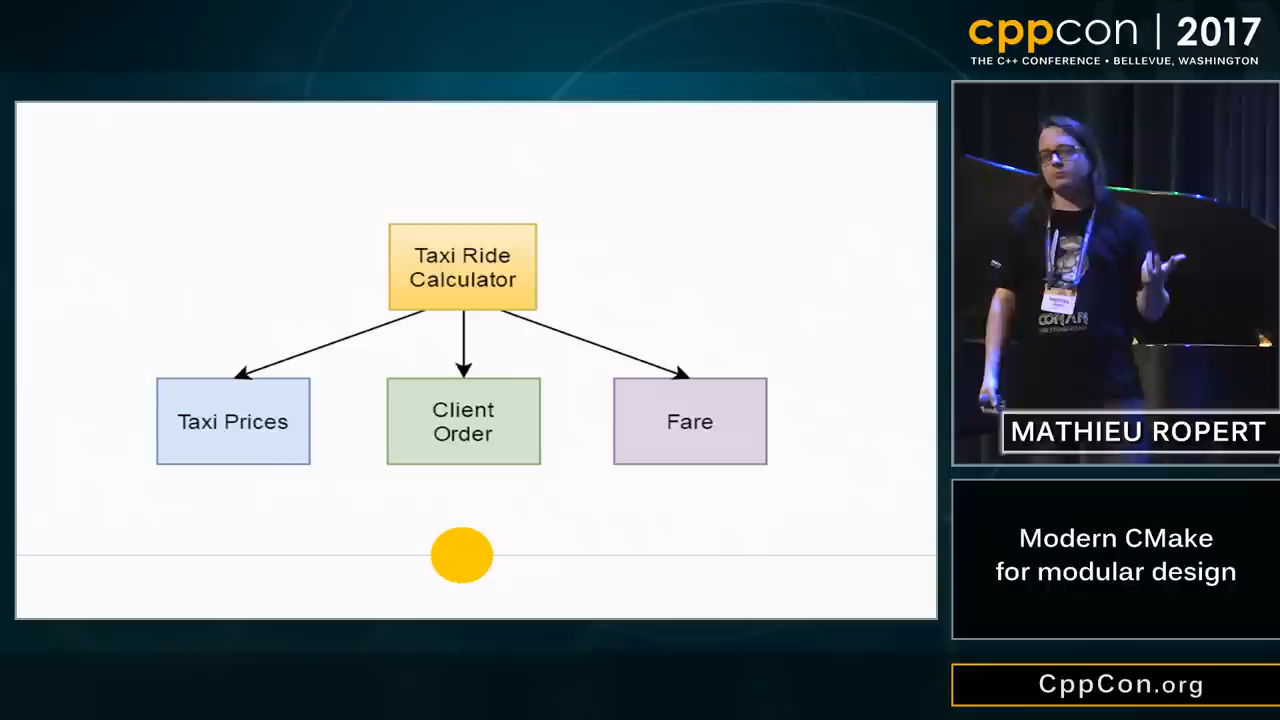 cppcon | 2017
THE C++ CONFERENCE • BELLEVUE, WASHINGTON
Taxi Ride
Calculator
Taxi Prices
Client
Order
Fare
CONAN
MATHIEU ROPERT
Modern CMake
for modular design
CppCon.org